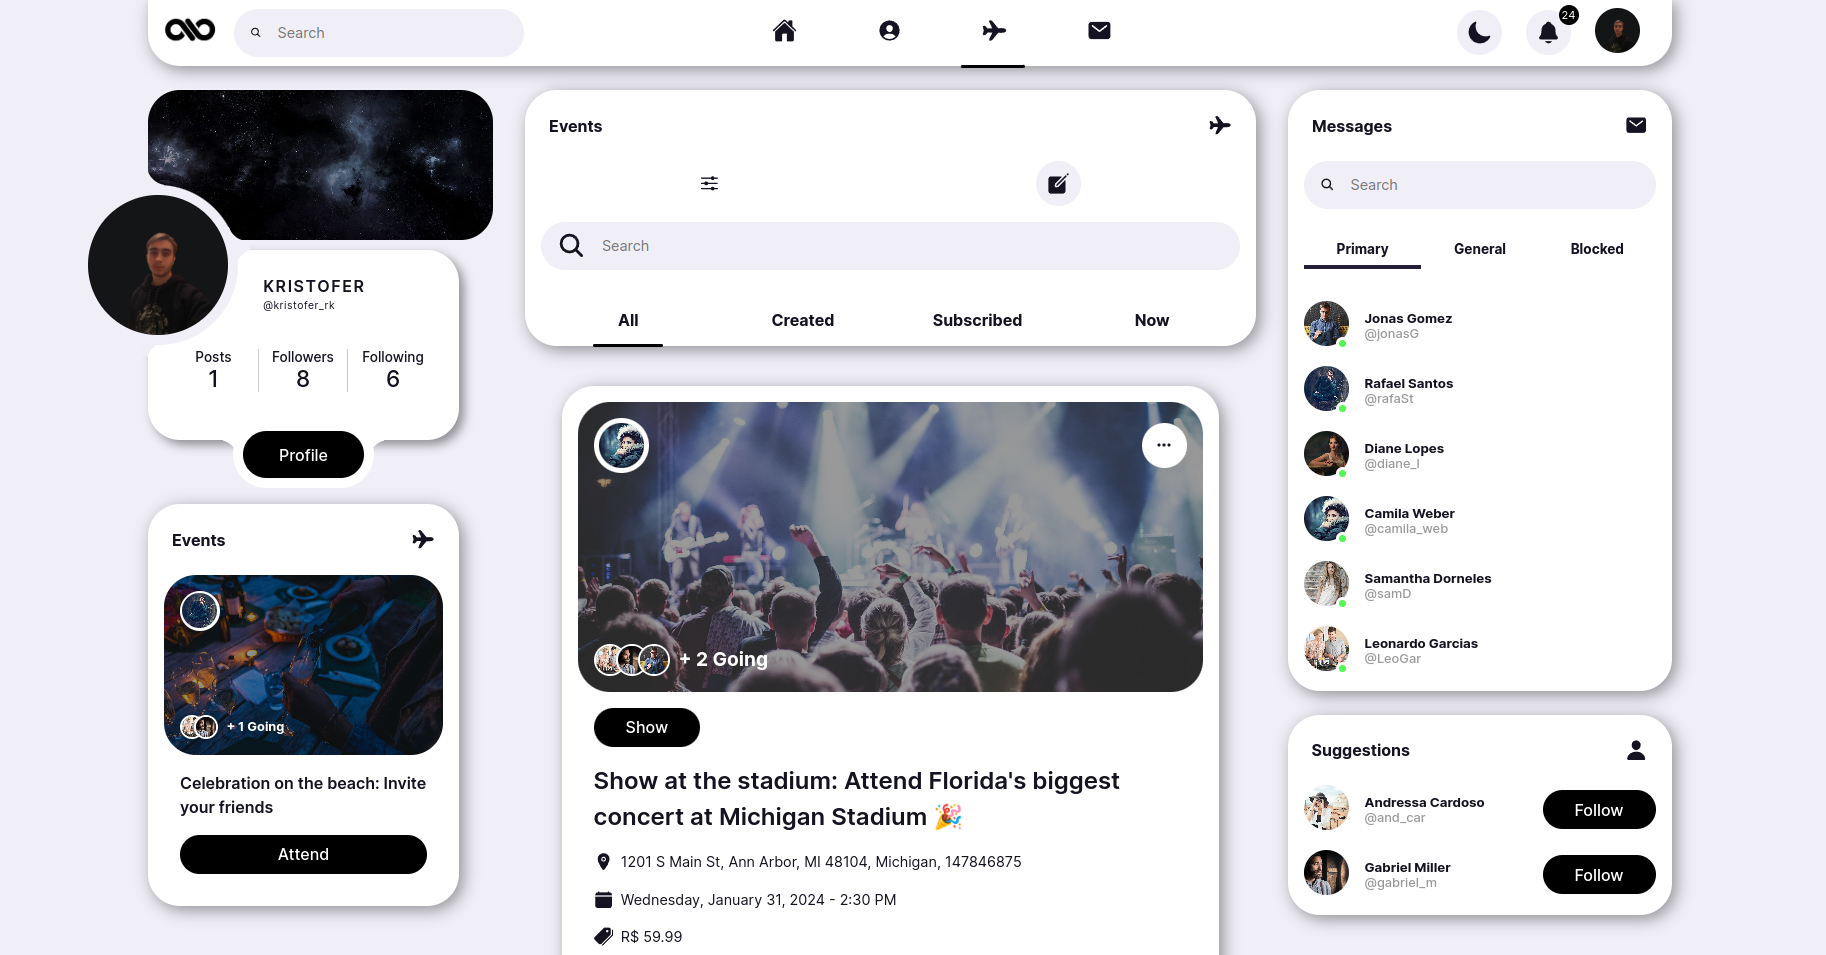 Search
24
KRISTOFER
@kristofer_rk
Posts
1
Followers
8
Following
6
Profile
Events
+ 1 Going
Celebration on the beach: Invite
your friends
Attend
Events
Search
All
Created
Subscribed
Now
+ 2 Going
Show
Show at the stadium: Attend Florida's biggest
concert at Michigan Stadium 🎉
1201 S Main St, Ann Arbor, MI 48104, Michigan, 147846875
Wednesday, January 31, 2024 - 2:30 PM
R$ 59.99
Messages
Search
Primary
General
Blocked
Jonas Gomez
@jonasG
Rafael Santos
@rafaSt
Diane Lopes
@diane_l
Camila Weber
@camila_web
Samantha Dorneles
@samD
Leonardo Garcias
@LeoGar
Suggestions
Andressa Cardoso
@and_car
Follow
Gabriel Miller
@gabriel_m
Follow